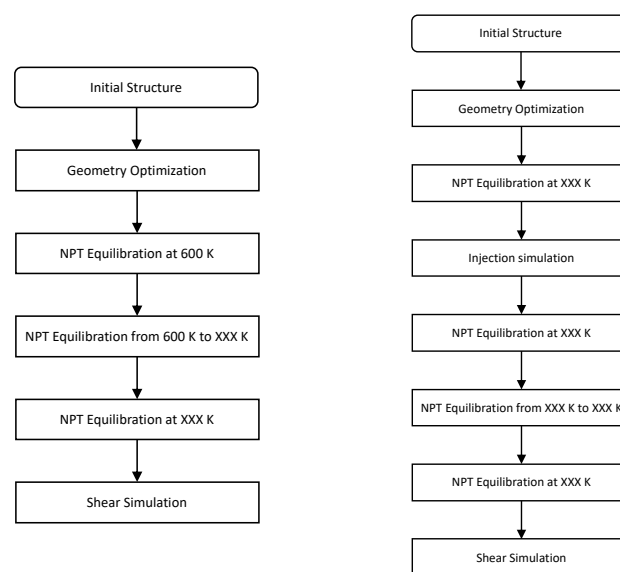 Initial Structure
Geometry Optimization
NPT Equilibration at 600 K
NPT Equilibration from 600 K to XXX K
NPT Equilibration at XXX K
Shear Simulation
Initial Structure
Geometry Optimization
NPT Equilibration at XXX K
Injection simulation
NPT Equilibration at XXX K
NPT Equilibration from XXX K to XXX K
NPT Equilibration at XXX K
Shear Simulation